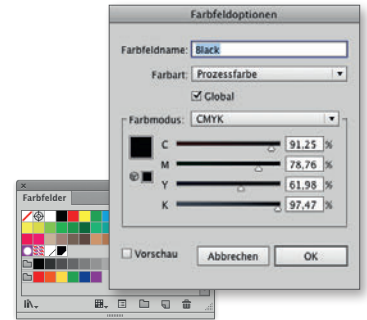 Farbfeldoptionen
Farbfeldname: Black
Farbart: Prozessfarbe
Global
Farbmodus: CMYK
C 91,25 %
M 78,76 %
Y 61,98 %
K 97,47 %
Vorschau Abbrechen OK
Farbfelder